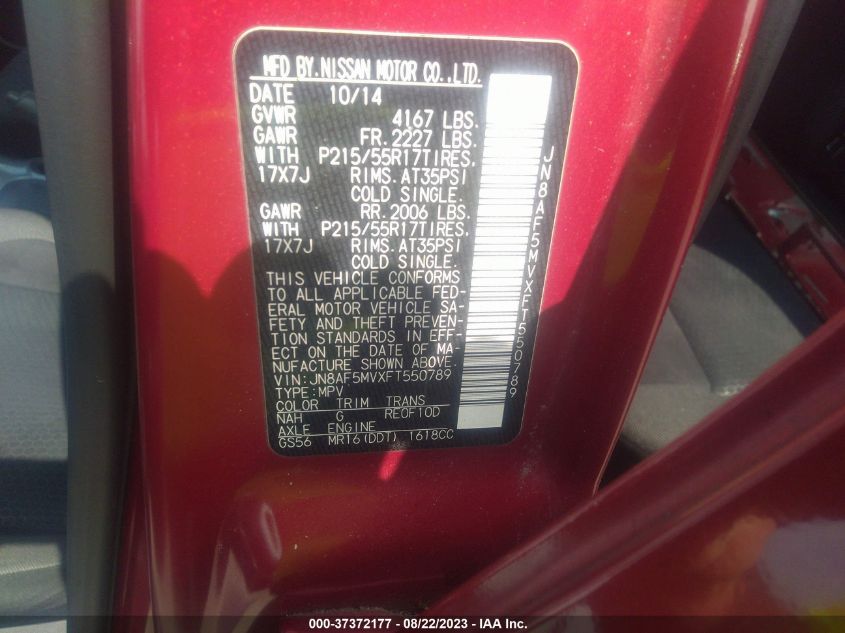 MFD BY.NISSAN MOTOR CO.,LTD.
DATE 10/14
GVWR 4167 LBS.
GAWR FR. 2227 LBS.
WITH P215/55R17TIRES.
17X7J RIMS. AT35PSI
COLD SINGLE.
GAWR RR. 2006 LBS.
WITH P215/55R17TIRES.
17X7J RIMS. AT35PSI
COLD SINGLE.
THIS VEHICLE CONFORMS
TO ALL APPLICABLE FED-
ERAL MOTOR VEHICLE SA-
FETY AND THEFT PREVEN-
TION STANDARDS IN EFF-
ECT ON THE DATE OF MA-
NUFACTURE SHOWN ABOVE.
VIN:JN8AF5MVXFT550789
TYPE:MPV
COLOR TRIM TRANS
NAH G RE0F10D
AXLE ENGINE
GS56 MR16(DDT) 1618CC
JN8AF5MVXFT550789
000-37372177 - 08/22/2023 - IAA Inc.